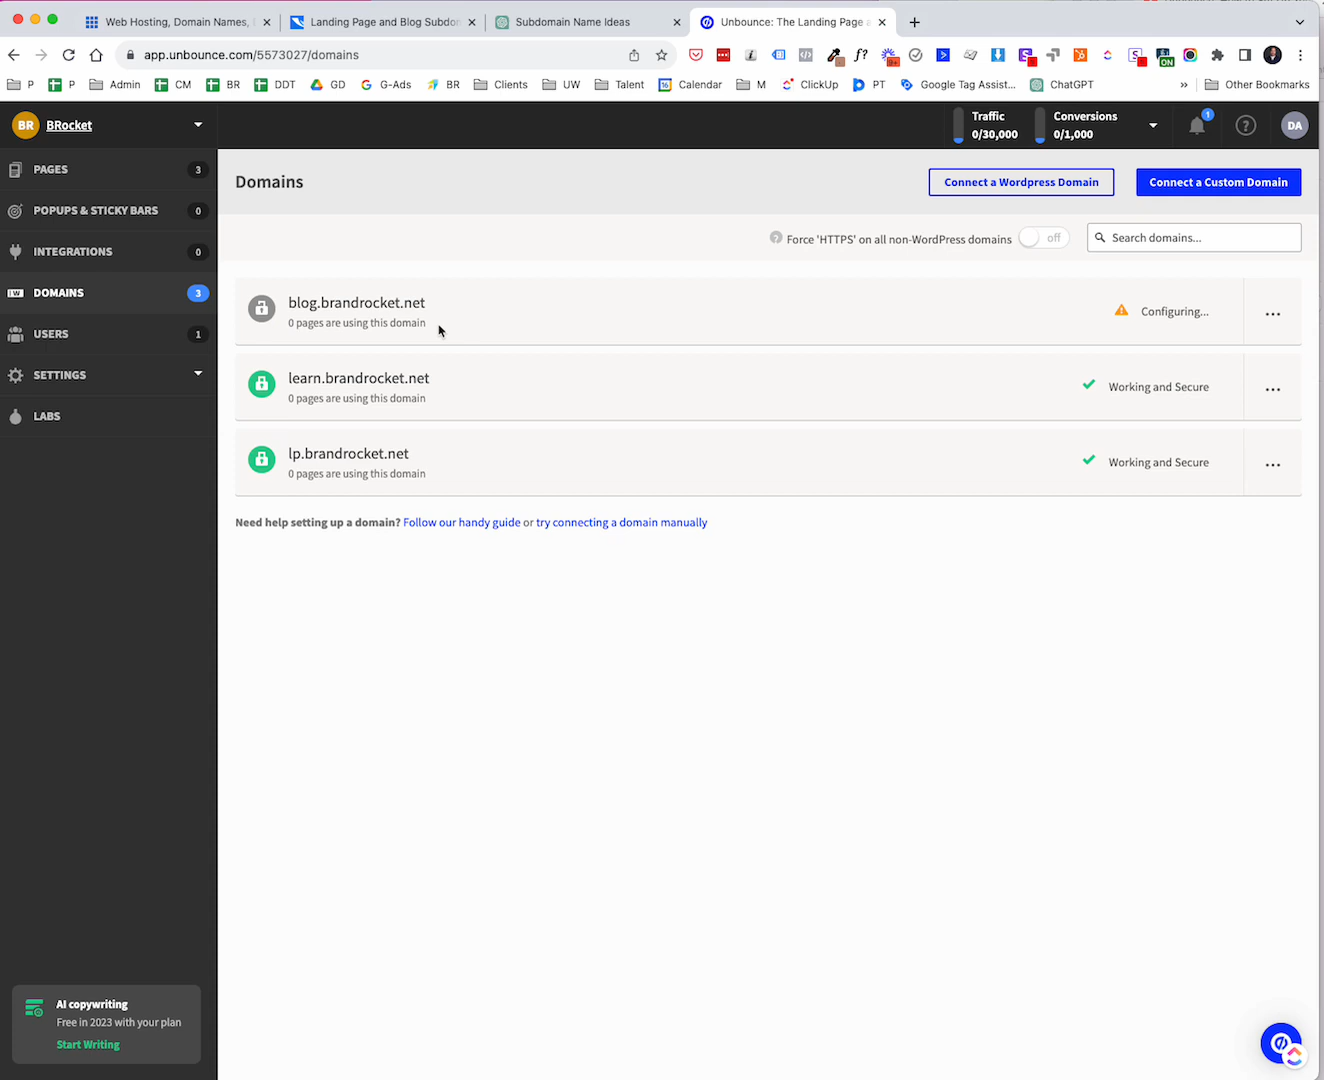 Web Hosting, Domain Names,
Landing Page and Blog Subdo
Subdomain Name Ideas
Unbounce: The Landing Page
app.unbounce.com/5573027/domains
P
P
Admin
CM
BR
DDT
GD
G-Ads
BR
Clients
UW
Talent
Calendar
M
ClickUp
PT
Google Tag Assist...
ChatGPT
»
Other Bookmarks
BR
BRocket
Traffic
0/30,000
Conversions
0/1,000
1
DA
PAGES
3
POPUPS & STICKY BARS
0
INTEGRATIONS
0
DOMAINS
3
USERS
1
SETTINGS
LABS
Domains
Connect a Wordpress Domain
Connect a Custom Domain
Force 'HTTPS' on all non-WordPress domains
off
Search domains...
blog.brandrocket.net
0 pages are using this domain
Configuring...
learn.brandrocket.net
0 pages are using this domain
Working and Secure
lp.brandrocket.net
0 pages are using this domain
Working and Secure
Need help setting up a domain? Follow our handy guide or try connecting a domain manually
AI copywriting
Free in 2023 with your plan
Start Writing